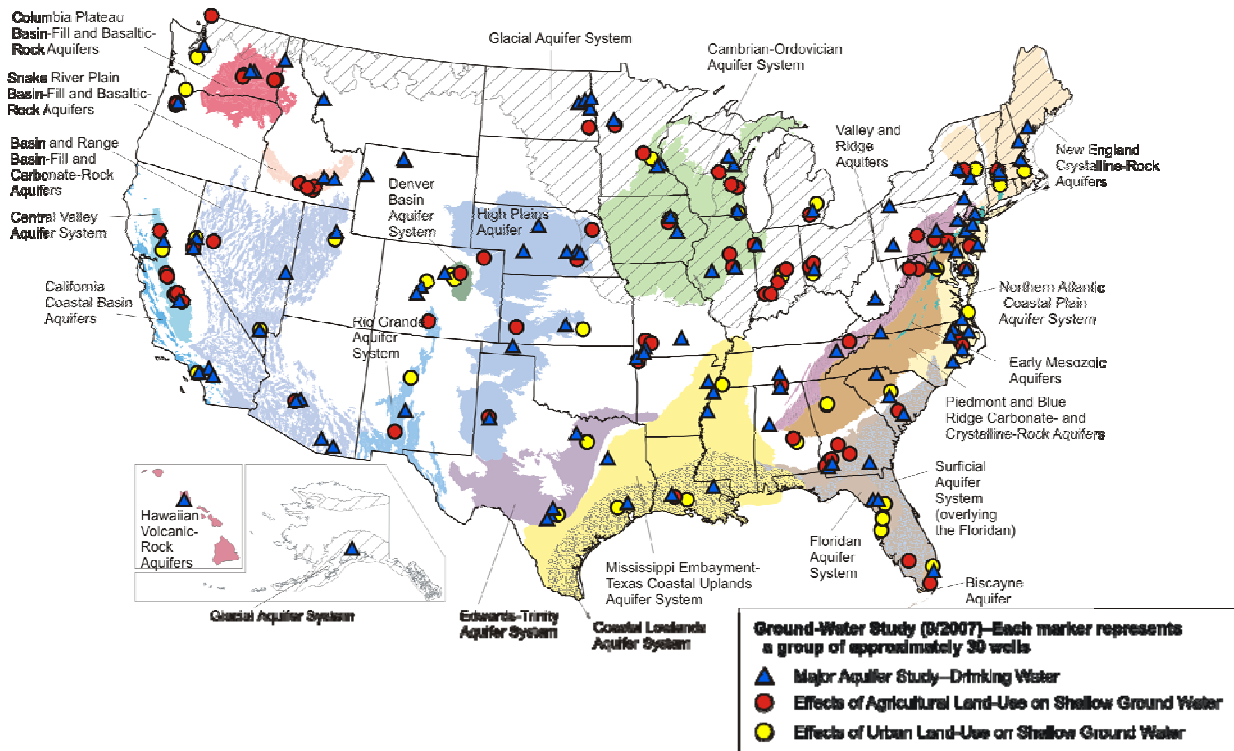 Columbia Plateau
Basin-Fill and Basaltic-
Rock Aquifers
Snake River Plain
Basin-Fill and Basaltic-
Rock Aquifers
Basin and Range
Basin-Fill and
Carbonate-Rock
Aquifers
Central Valley
Aquifer System
California
Coastal Basin
Aquifers
Glacial Aquifer System
Cambrian-Ordovician
Aquifer System
Valley and
Ridge
Aquifers
New England
Crystalline-Rock
Aquifers
Denver
Basin
Aquifer
System
High Plains
Aquifer
Rio Grande
Aquifer
System
Northern Atlantic
Coastal Plain
Aquifer System
Early Mesozoic
Aquifers
Piedmont and Blue
Ridge Carbonate- and
Crystalline-Rock Aquifers
Surficial
Aquifer
System
(overlying
the Floridan)
Floridan
Aquifer
System
Biscayne
Aquifer
Mississippi Embayment-
Texas Coastal Uplands
Aquifer System
Hawaiian
Volcanic-
Rock
Aquifers
Glacial Aquifer System
Edwards-Trinity
Aquifer System
Coastal Lowlands
Aquifer System
Ground-Water Study (9/2007)–Each marker represents
a group of approximately 30 wells
Major Aquifer Study–Drinking Water
Effects of Agricultural Land-Use on Shallow Ground Water
Effects of Urban Land-Use on Shallow Ground Water